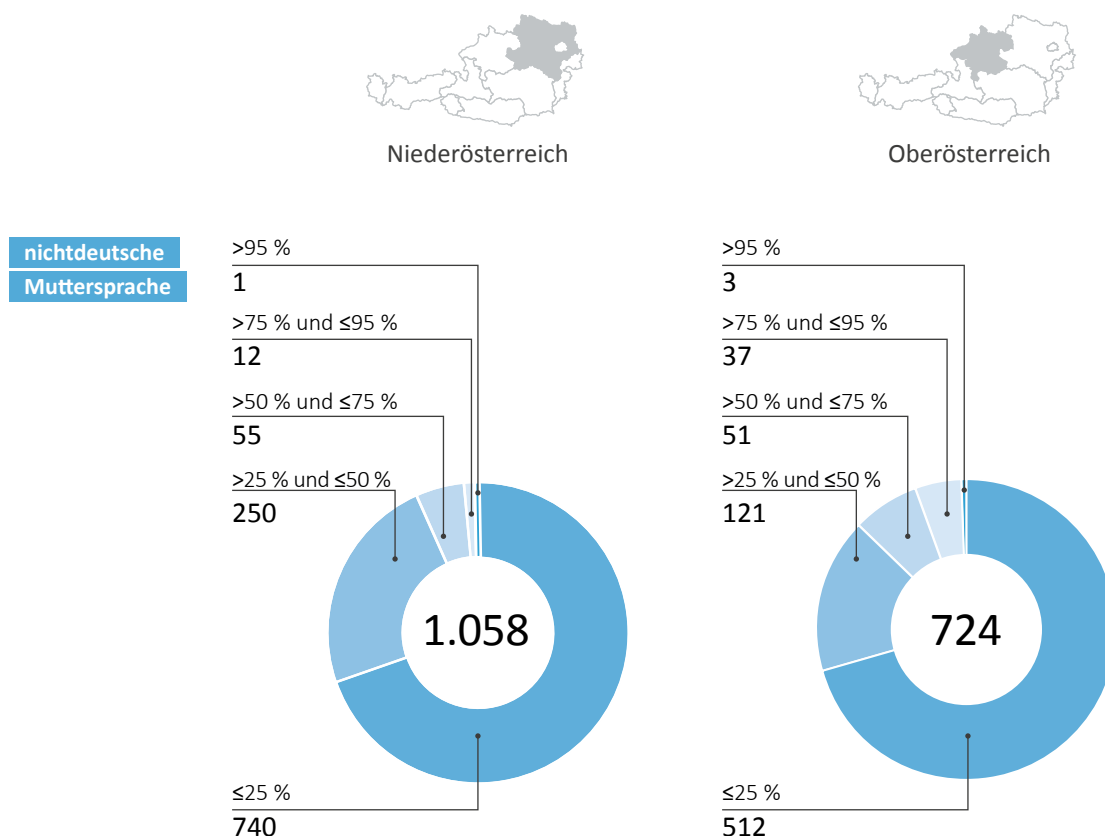 Niederösterreich
Oberösterreich
nichtdeutsche
Muttersprache
>95 %
1
>75 % und ≤95 %
12
>50 % und ≤75 %
55
>25 % und ≤50 %
250
1.058
≤25 %
740
>95 %
3
>75 % und ≤95 %
37
>50 % und ≤75 %
51
>25 % und ≤50 %
121
724
≤25 %
512